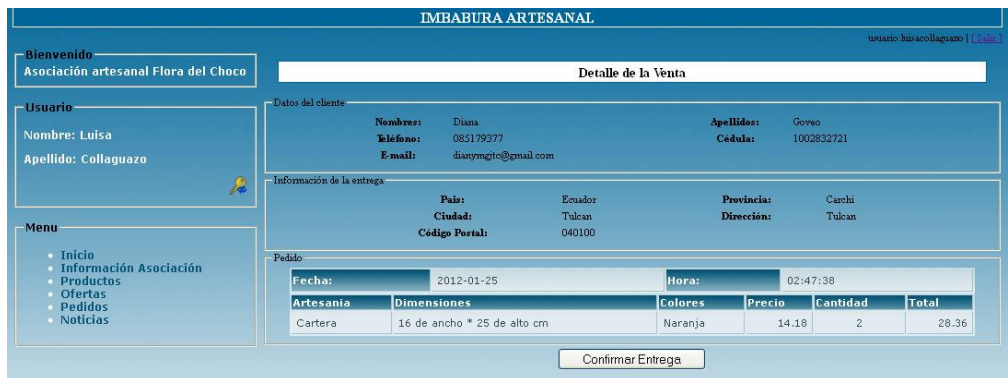 IMBABURA ARTESANAL
usuario:luisacollaguazo | [ Salir ]
Bienvenido
Asociación artesanal Flora del Choco
Usuario
Nombre: Luisa
Apellido: Collaguazo
Menu
Inicio
Información Asociación
Productos
Ofertas
Pedidos
Noticias
Detalle de la Venta
Datos del cliente
Nombres: Diana Apellidos: Goveo
Teléfono: 085179377 Cédula: 1002832721
E-mail: dianymgjtc@gmail.com
Información de la entrega
Pais: Ecuador Provincia: Carchi
Ciudad: Tulcan Dirección: Tulcan
Código Postal: 040100
Pedido
Fecha: 2012-01-25 Hora: 02:47:38
Artesania Dimensiones Colores Precio Cantidad Total
Cartera 16 de ancho * 25 de alto cm Naranja 14.18 2 28.36
Confirmar Entrega